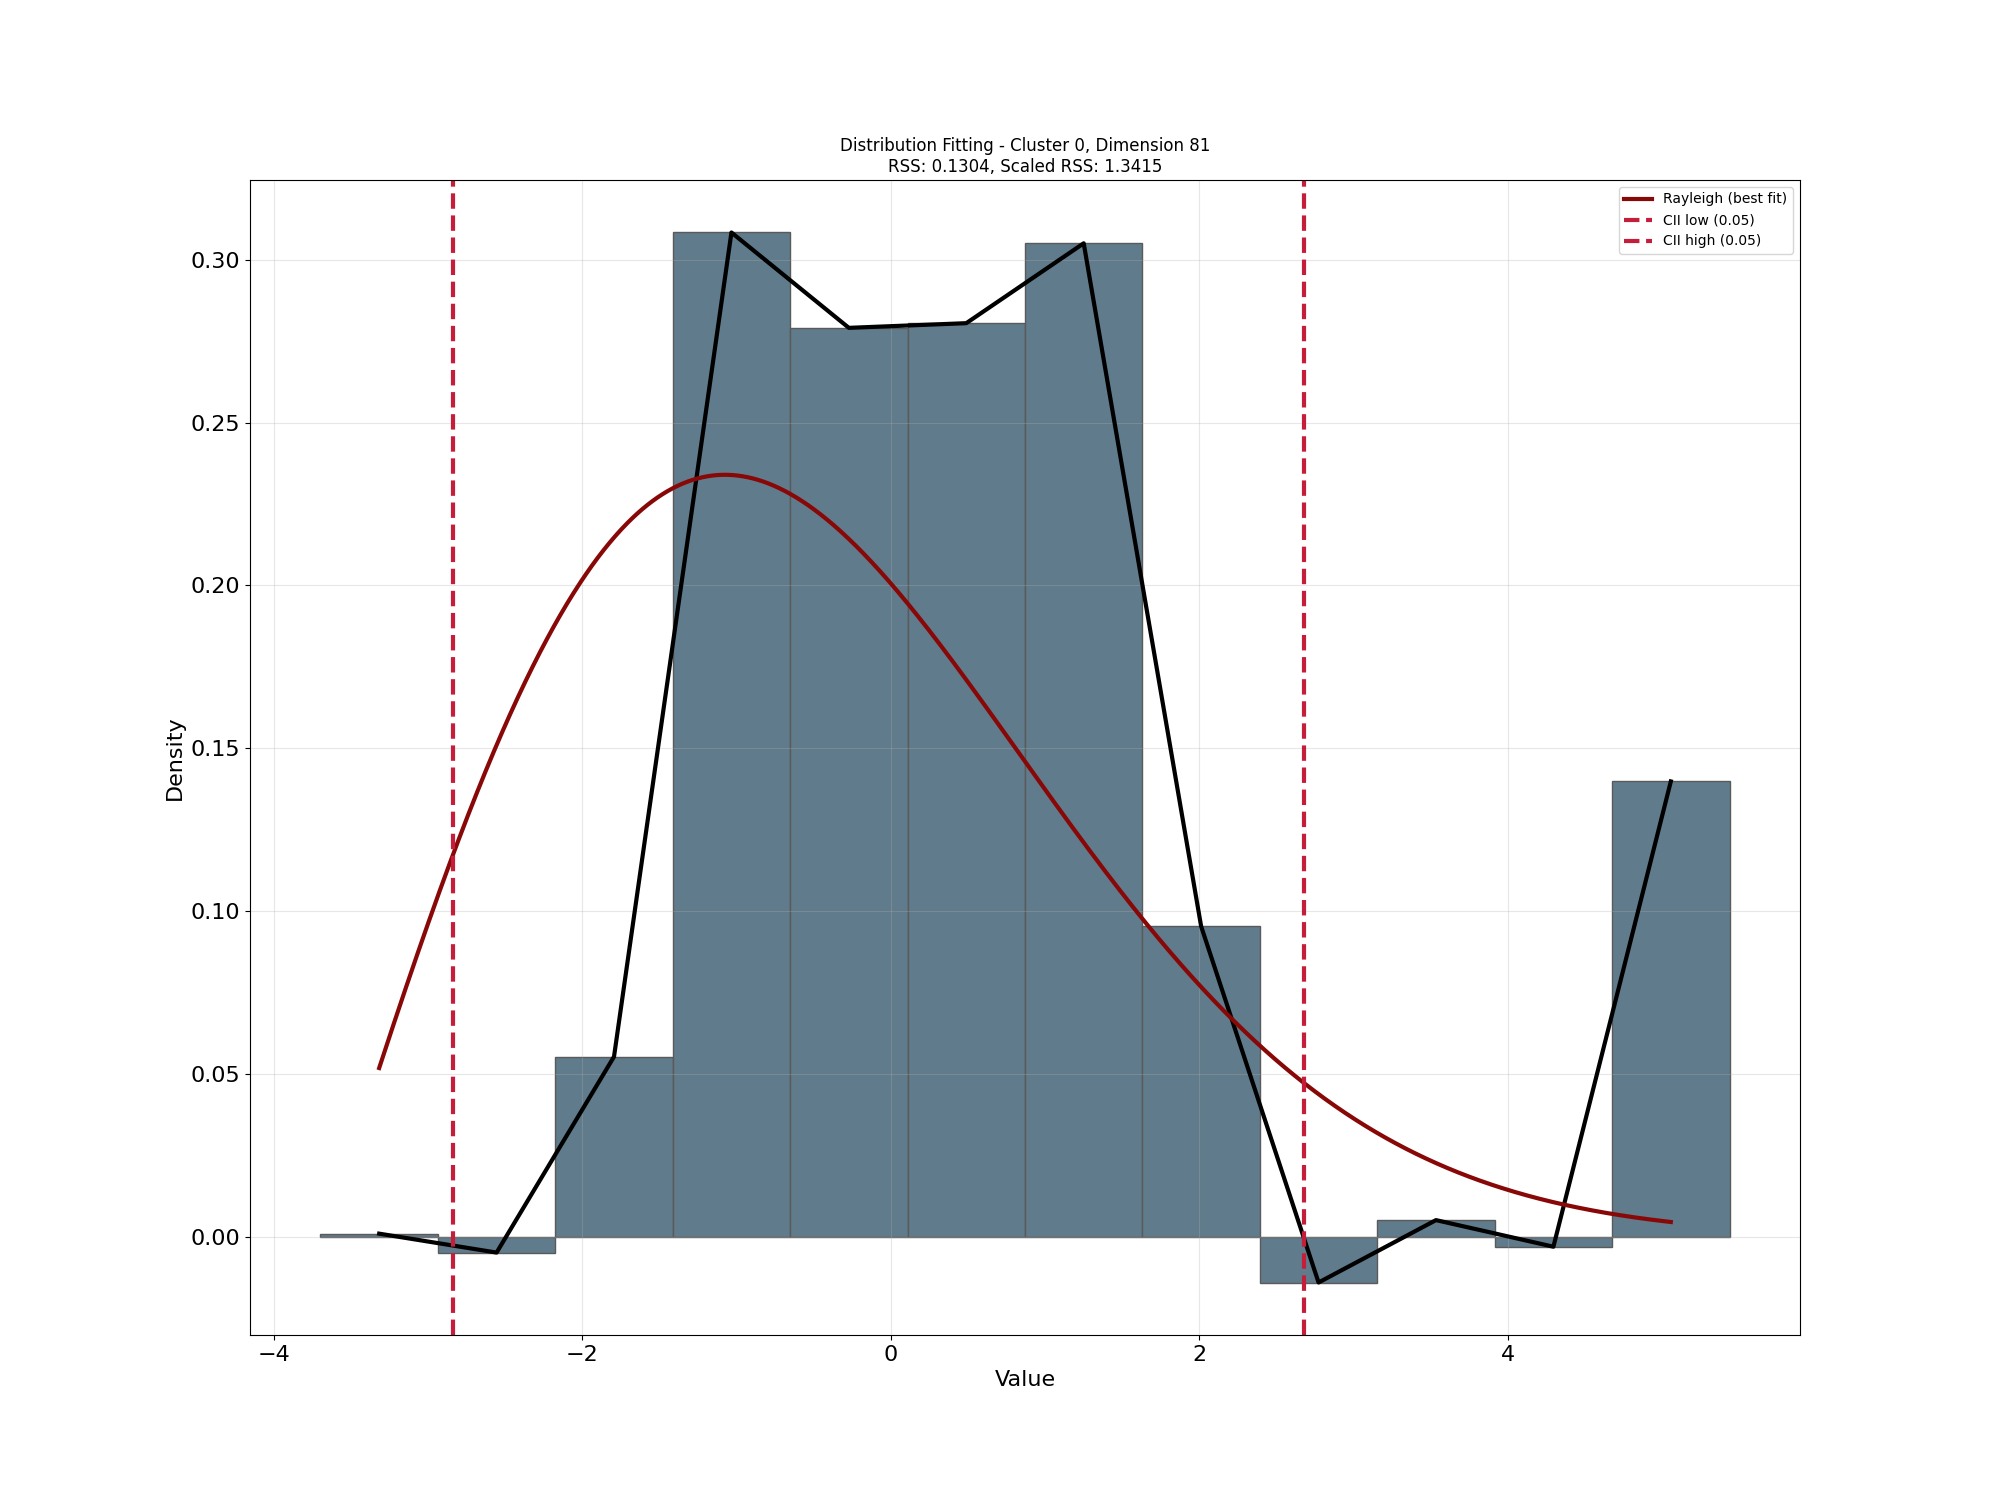 Distribution Fitting - Cluster 0, Dimension 81
RSS: 0.1304, Scaled RSS: 1.3415
Rayleigh (best fit)
CII low (0.05)
CII high (0.05)
0.30
0.25
0.20
0.15
0.10
0.05
0.00
Density
−4 −2 0 2 4
Value